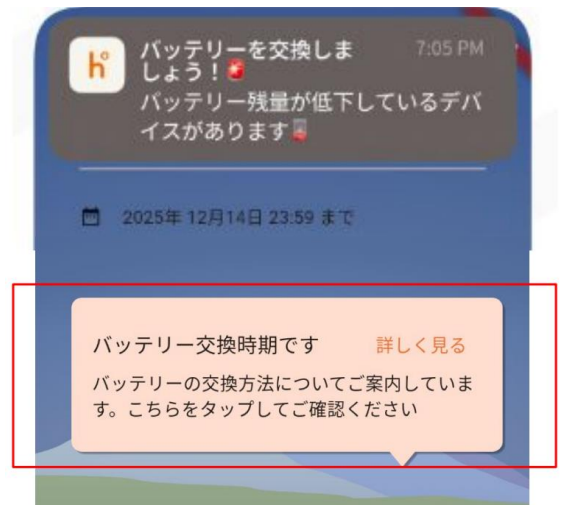 バッテリーを交換しま 7:05 PM
しょう！🚨
バッテリー残量が低下しているデバ
イスがあります🪫
2025年 12月14日 23:59 まで
バッテリー交換時期です 詳しく見る
バッテリーの交換方法についてご案内していま
す。こちらをタップしてご確認ください